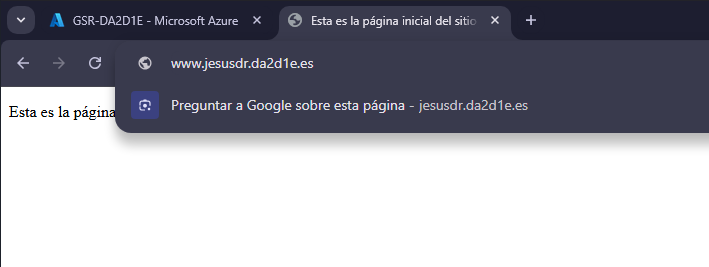 GSR-DA2D1E - Microsoft Azure
Esta es la página inicial del sitio
www.jesusdr.da2d1e.es
Preguntar a Google sobre esta página - jesusdr.da2d1e.es
Esta es la página